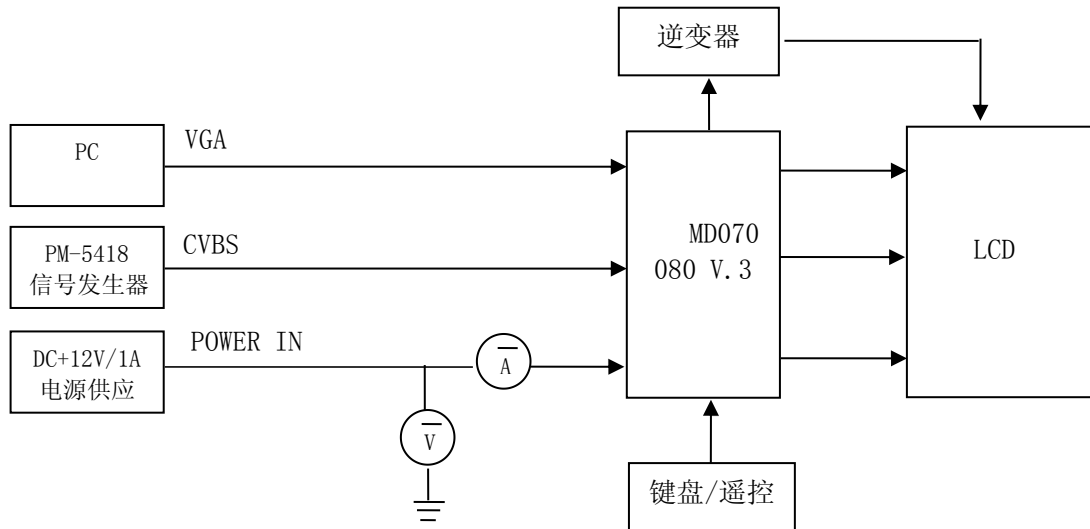 逆变器
PC
VGA
PM-5418
信号发生器
CVBS
MD070
080 V.3
LCD
DC+12V/1A
电源供应
POWER IN
A
V
键盘/遥控